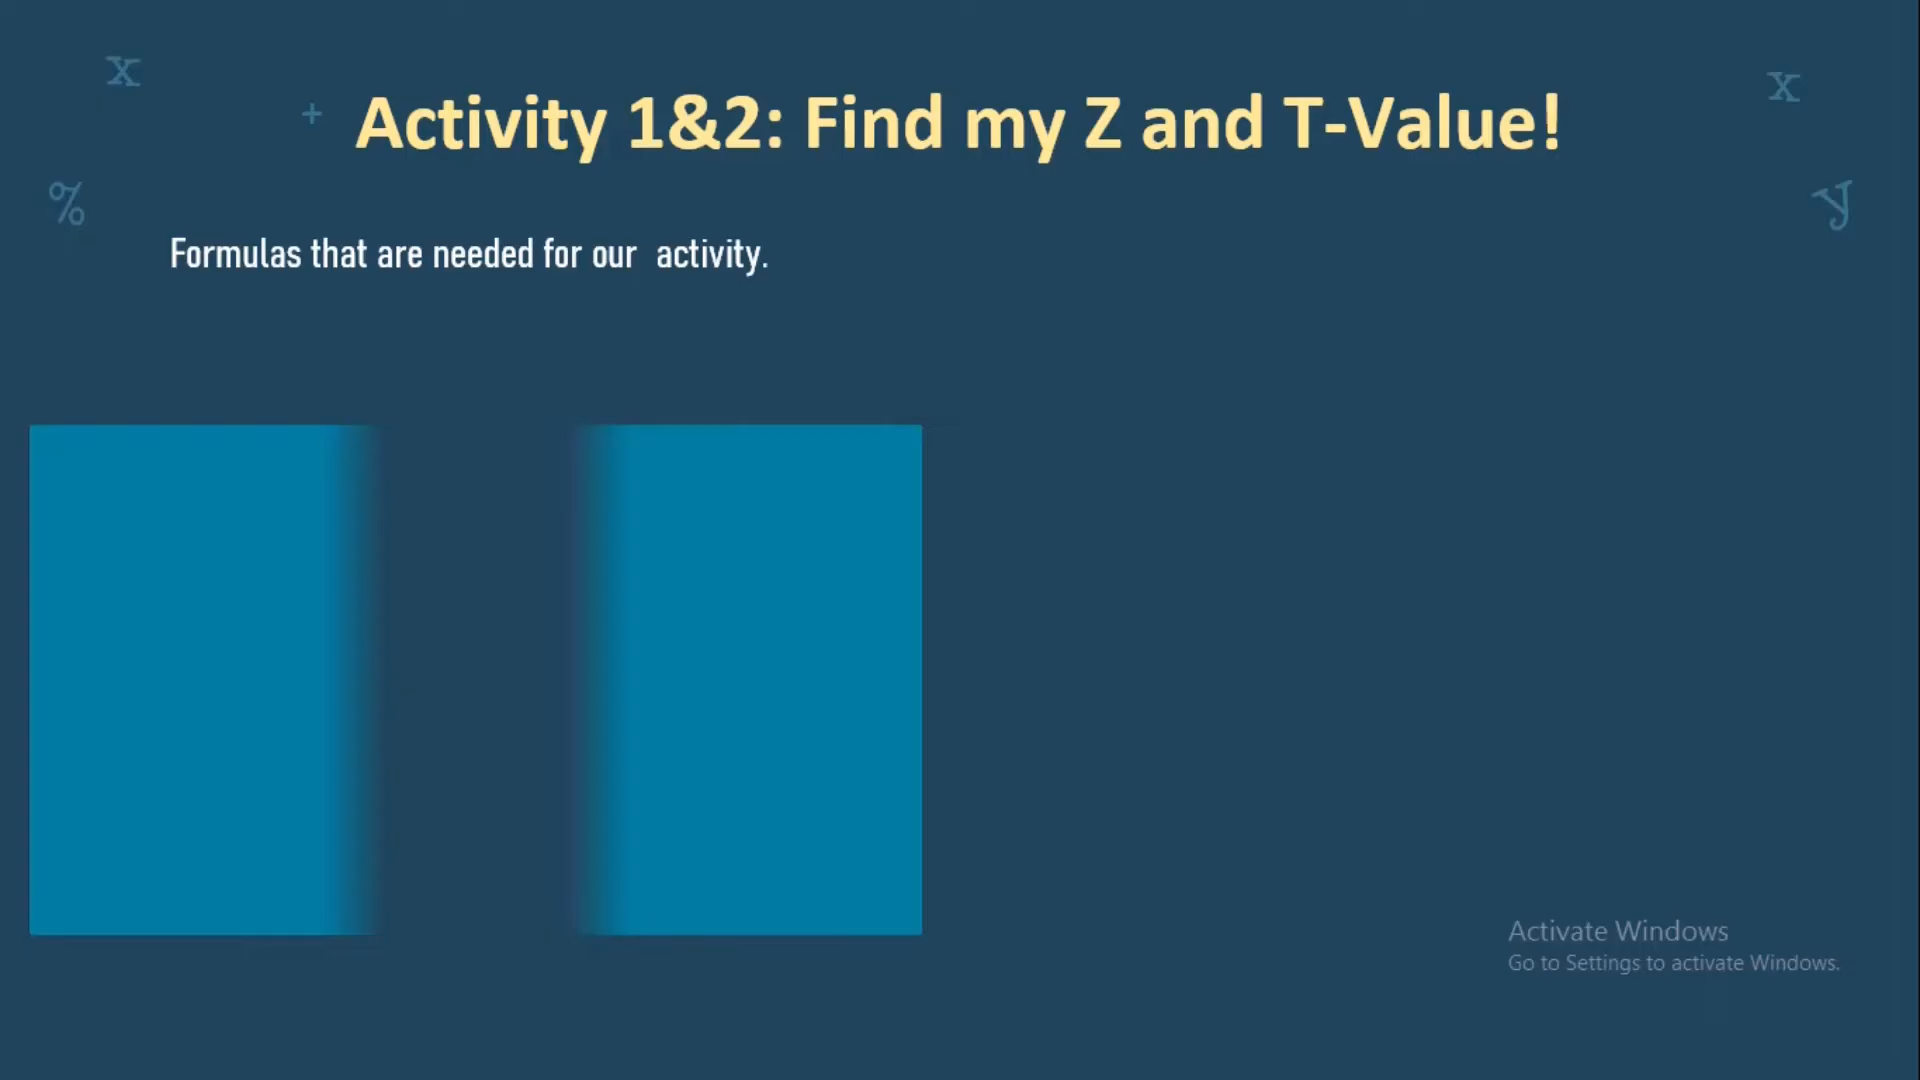 x
x
+ Activity 1&2: Find my Z and T-Value!
%
y
Formulas that are needed for our activity.
Activate Windows
Go to Settings to activate Windows.